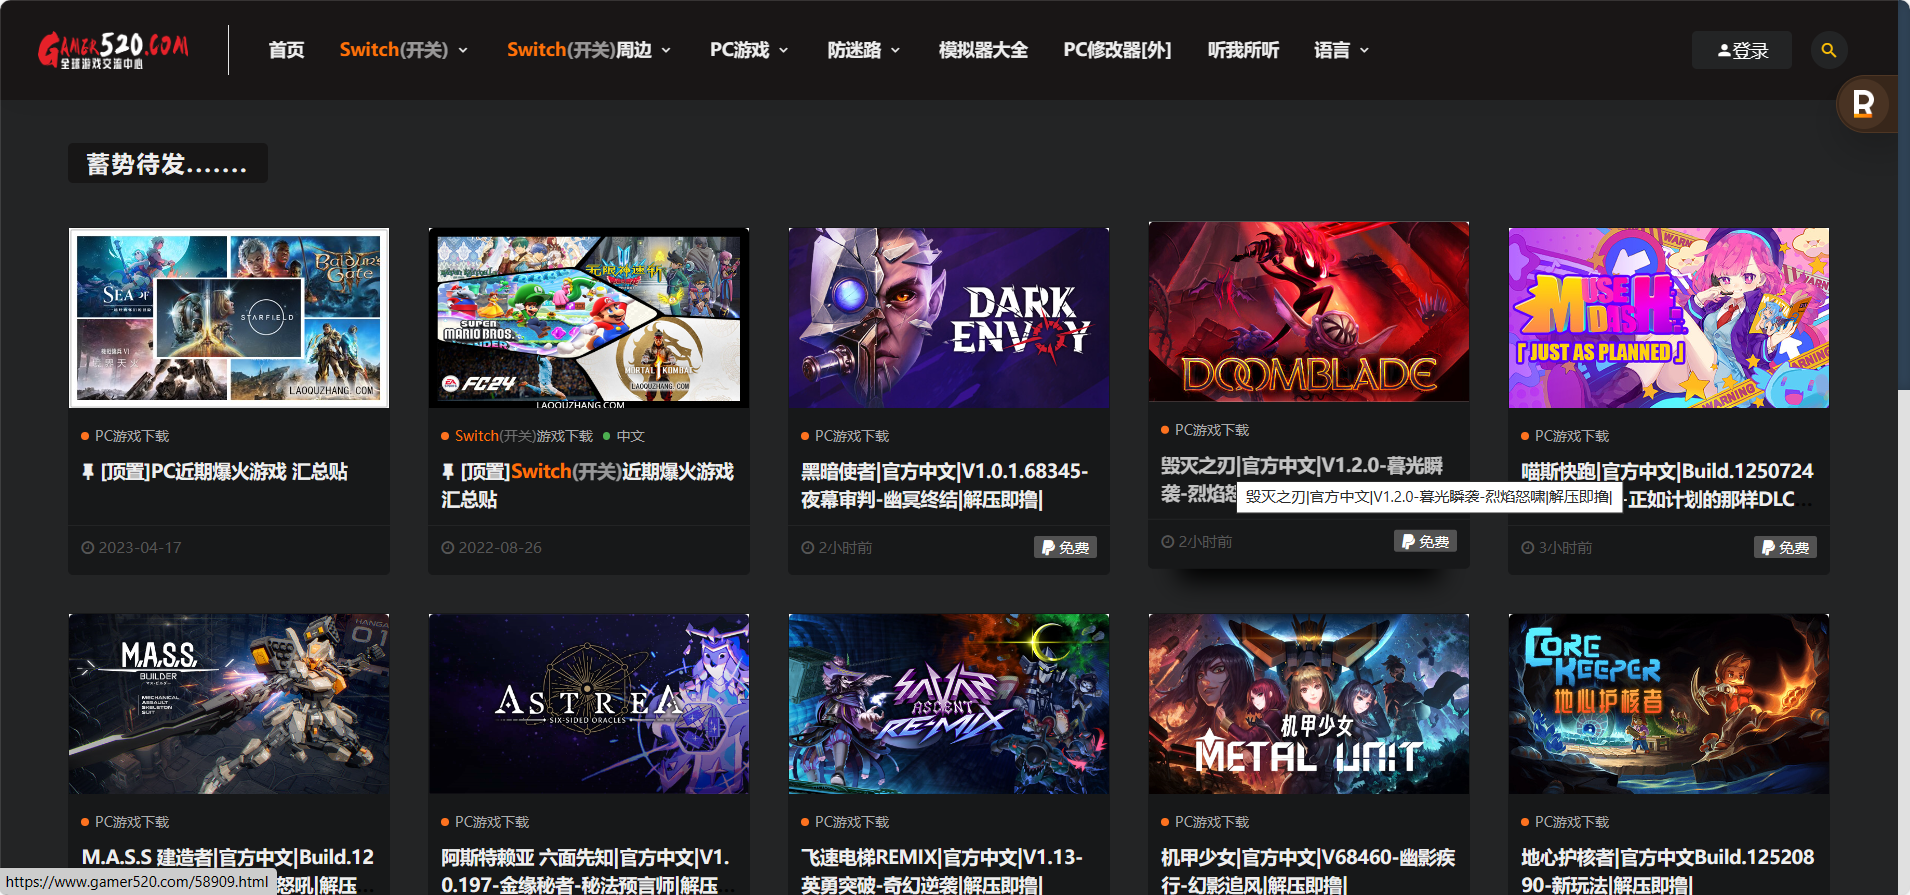 GAMER520.COM
全球游戏交流中心
首页
Switch(开关)
Switch(开关)周边
PC游戏
防迷路
模拟器大全
PC修改器[外]
听我所听
语言
登录
R
蓄势待发.......
SEA OF
Baldur's Gate
STARFIELD
LAOQUZHANG.COM
无限神速斩
SUPER MARIO BROS.
WONDER
MORTAL KOMBAT
LAOQUZHANG.COM
EA FC24
LAOQUZHANG.COM
DARK ENVOY
DOOMBLADE
MUSE DASH
「JUST AS PLANNED」
WARNING
PC游戏下载
[顶置]PC近期爆火游戏 汇总贴
2023-04-17
Switch(开关)游戏下载 中文
[顶置]Switch(开关)近期爆火游戏
汇总贴
2022-08-26
PC游戏下载
黑暗使者|官方中文|V1.0.1.68345-
夜幕审判-幽冥终结|解压即撸|
2小时前
免费
PC游戏下载
毁灭之刃|官方中文|V1.2.0-暮光瞬
袭-烈焰怒
毁灭之刃|官方中文|V1.2.0-暮光瞬袭-烈焰怒啸|解压即撸|
2小时前
免费
PC游戏下载
喵斯快跑|官方中文|Build.1250724
-正如计划的那样DLC...
3小时前
免费
M.A.S.S.
BUILDER
MECHANICAL
ASSAULT
SKELETON
SUIT
HANGA
01
ASTREA
SIX-SIDED ORACLES
SAVANT
ASCENT
RE-MIX
机甲少女
METAL UNIT
CORE KEEPER
地心护核者
PC游戏下载
M.A.S.S 建造者|官方中文|Build.12
怒吼|解压...
PC游戏下载
阿斯特赖亚 六面先知|官方中文|V1.
0.197-金缘秘者-秘法预言师|解压...
PC游戏下载
飞速电梯REMIX|官方中文|V1.13-
英勇突破-奇幻逆袭|解压即撸|
PC游戏下载
机甲少女|官方中文|V68460-幽影疾
行-幻影追风|解压即撸|
PC游戏下载
地心护核者|官方中文Build.125208
90-新玩法|解压即撸|
https://www.gamer520.com/58909.html